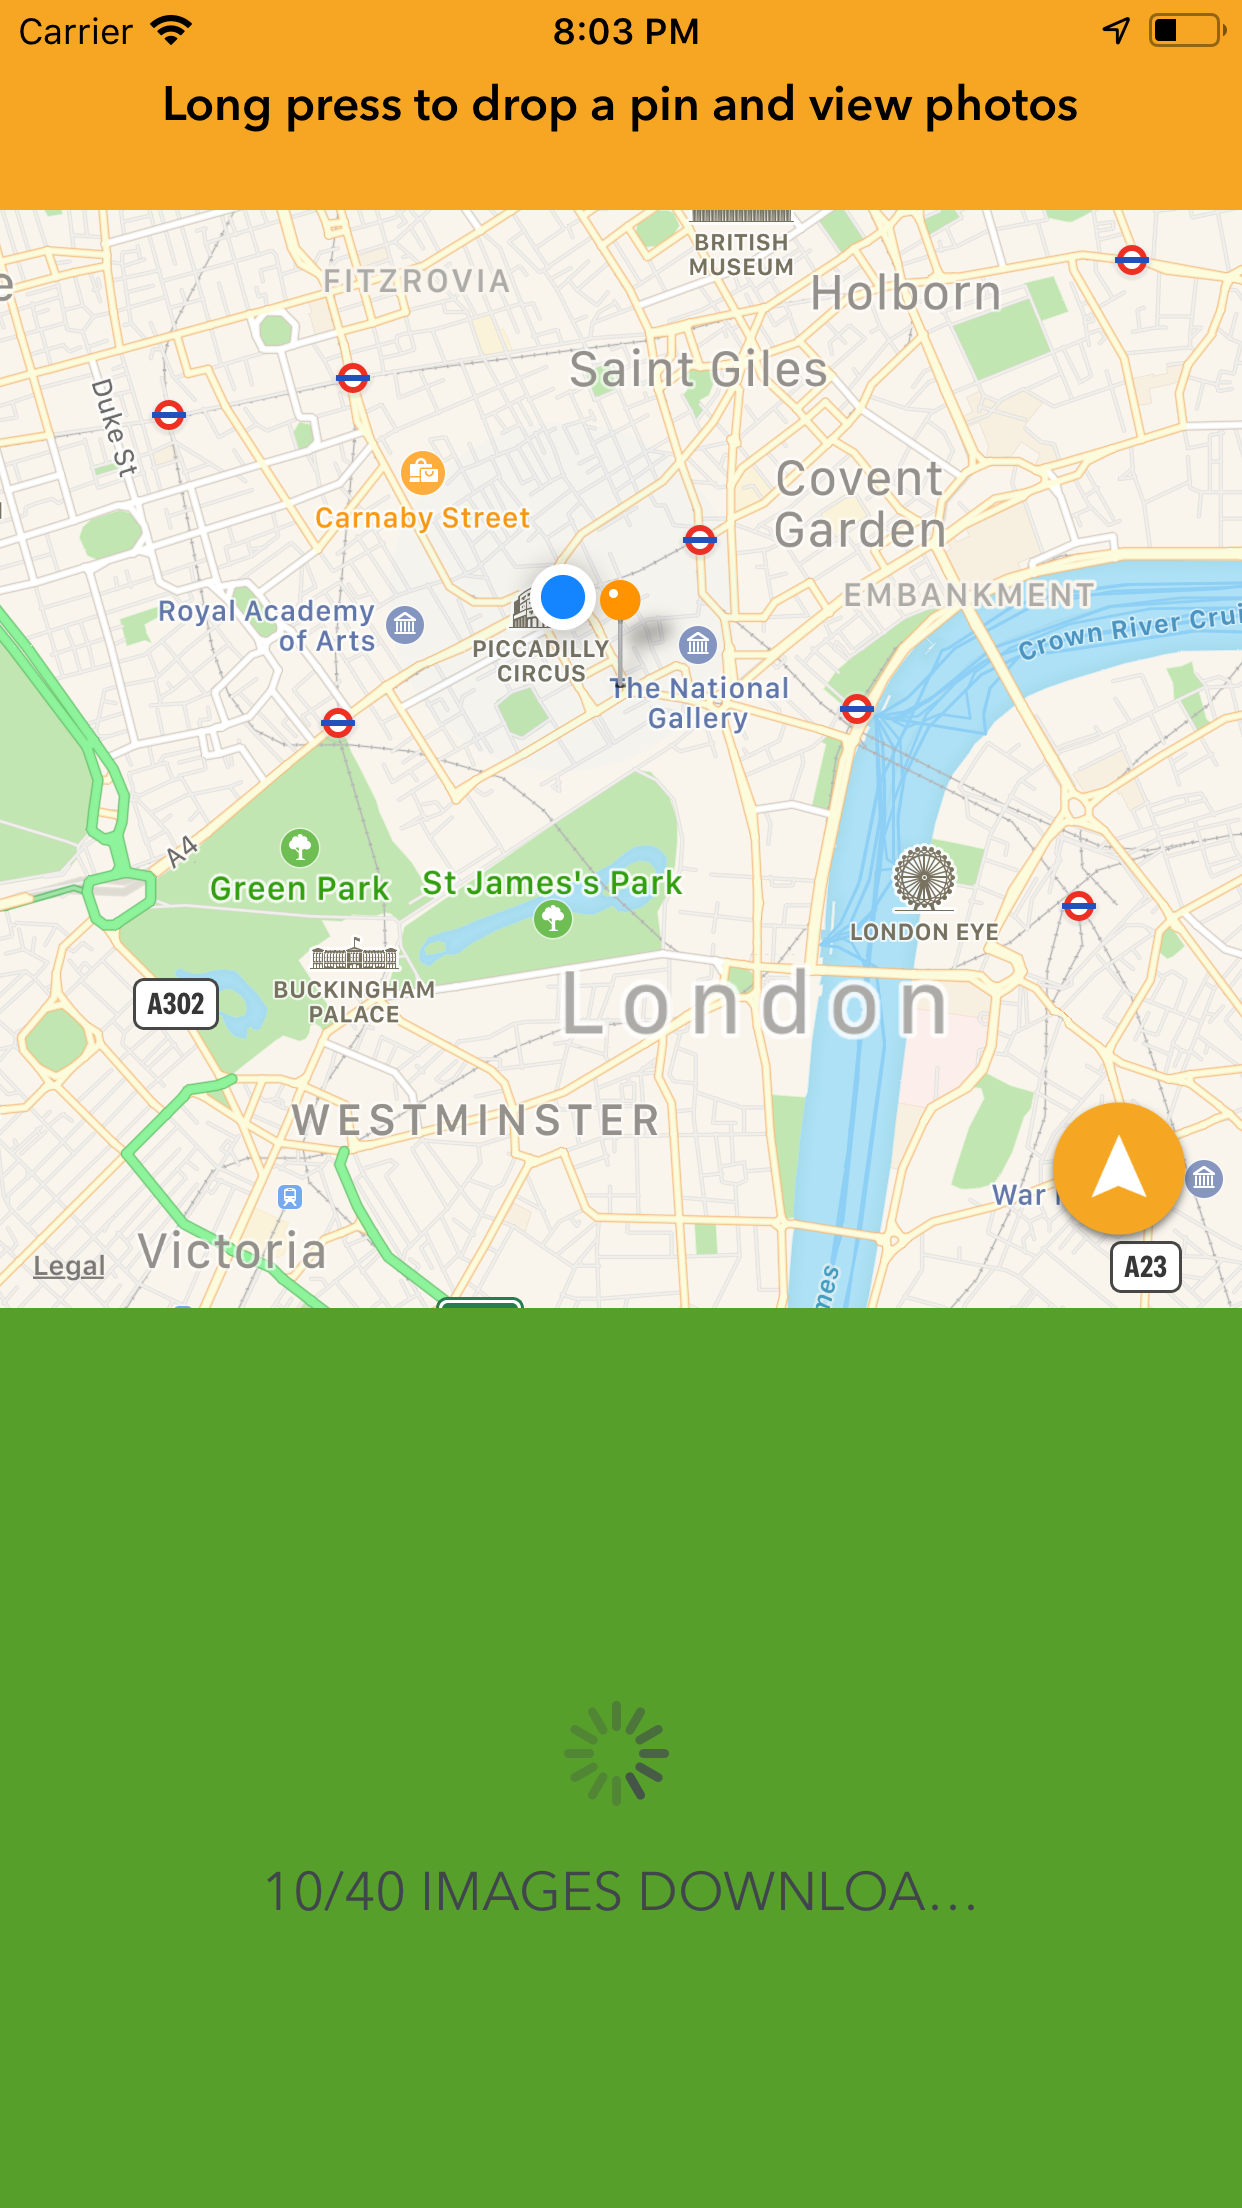 Carrier 8:03 PM
Long press to drop a pin and view photos
BRITISH
MUSEUM
FITZROVIA
Holborn
Saint Giles
Duke St
Covent
Garden
Carnaby Street
EMBANKMENT
Royal Academy
of Arts
Crown River Crui
PICCADILLY
CIRCUS
The National
Gallery
A4
Green Park
St James's Park
LONDON EYE
BUCKINGHAM
PALACE
A302
London
WESTMINSTER
War
Victoria
Legal
A23
mes
10/40 IMAGES DOWNLOA...